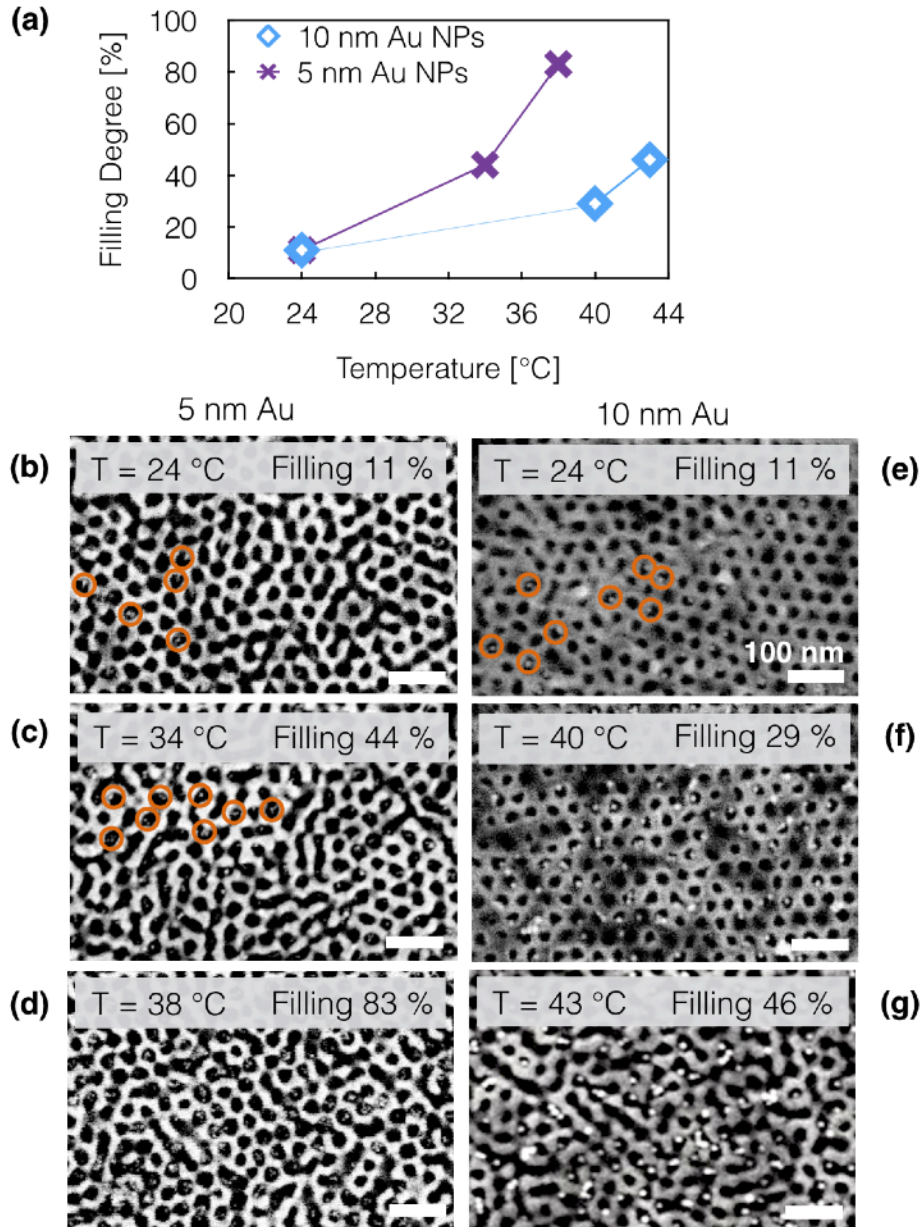 (a)
Filling Degree [%]
100
80
60
40
20
0
10 nm Au NPs
5 nm Au NPs
20 24 28 32 36 40 44
Temperature [°C]
5 nm Au 10 nm Au
(b) T = 24 °C Filling 11 % T = 24 °C Filling 11 % (e)
100 nm
(c) T = 34 °C Filling 44 % T = 40 °C Filling 29 % (f)
(d) T = 38 °C Filling 83 % T = 43 °C Filling 46 % (g)